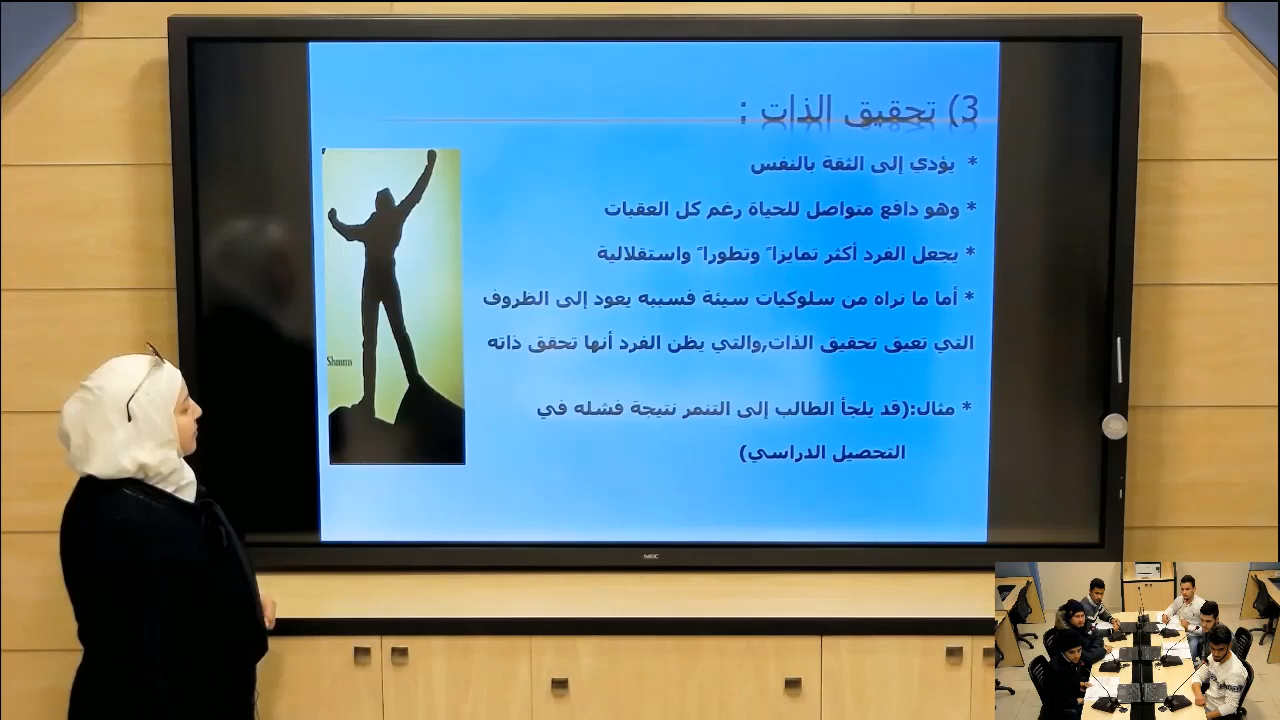 3) تحقيق الذات :
* يؤدي إلى الثقة بالنفس
* وهو دافع متواصل للحياة رغم كل العقبات
* يجعل الفرد أكثر تمايزا ً وتطورا ً واستقلالية
* أما ما نراه من سلوكيات سيئة فسببه يعود إلى الظروف
التي تعيق تحقيق الذات,والتي يظن الفرد أنها تحقق ذاته
* مثال:(قد يلجأ الطالب إلى التنمر نتيجة فشله في
التحصيل الدراسي)
NEC